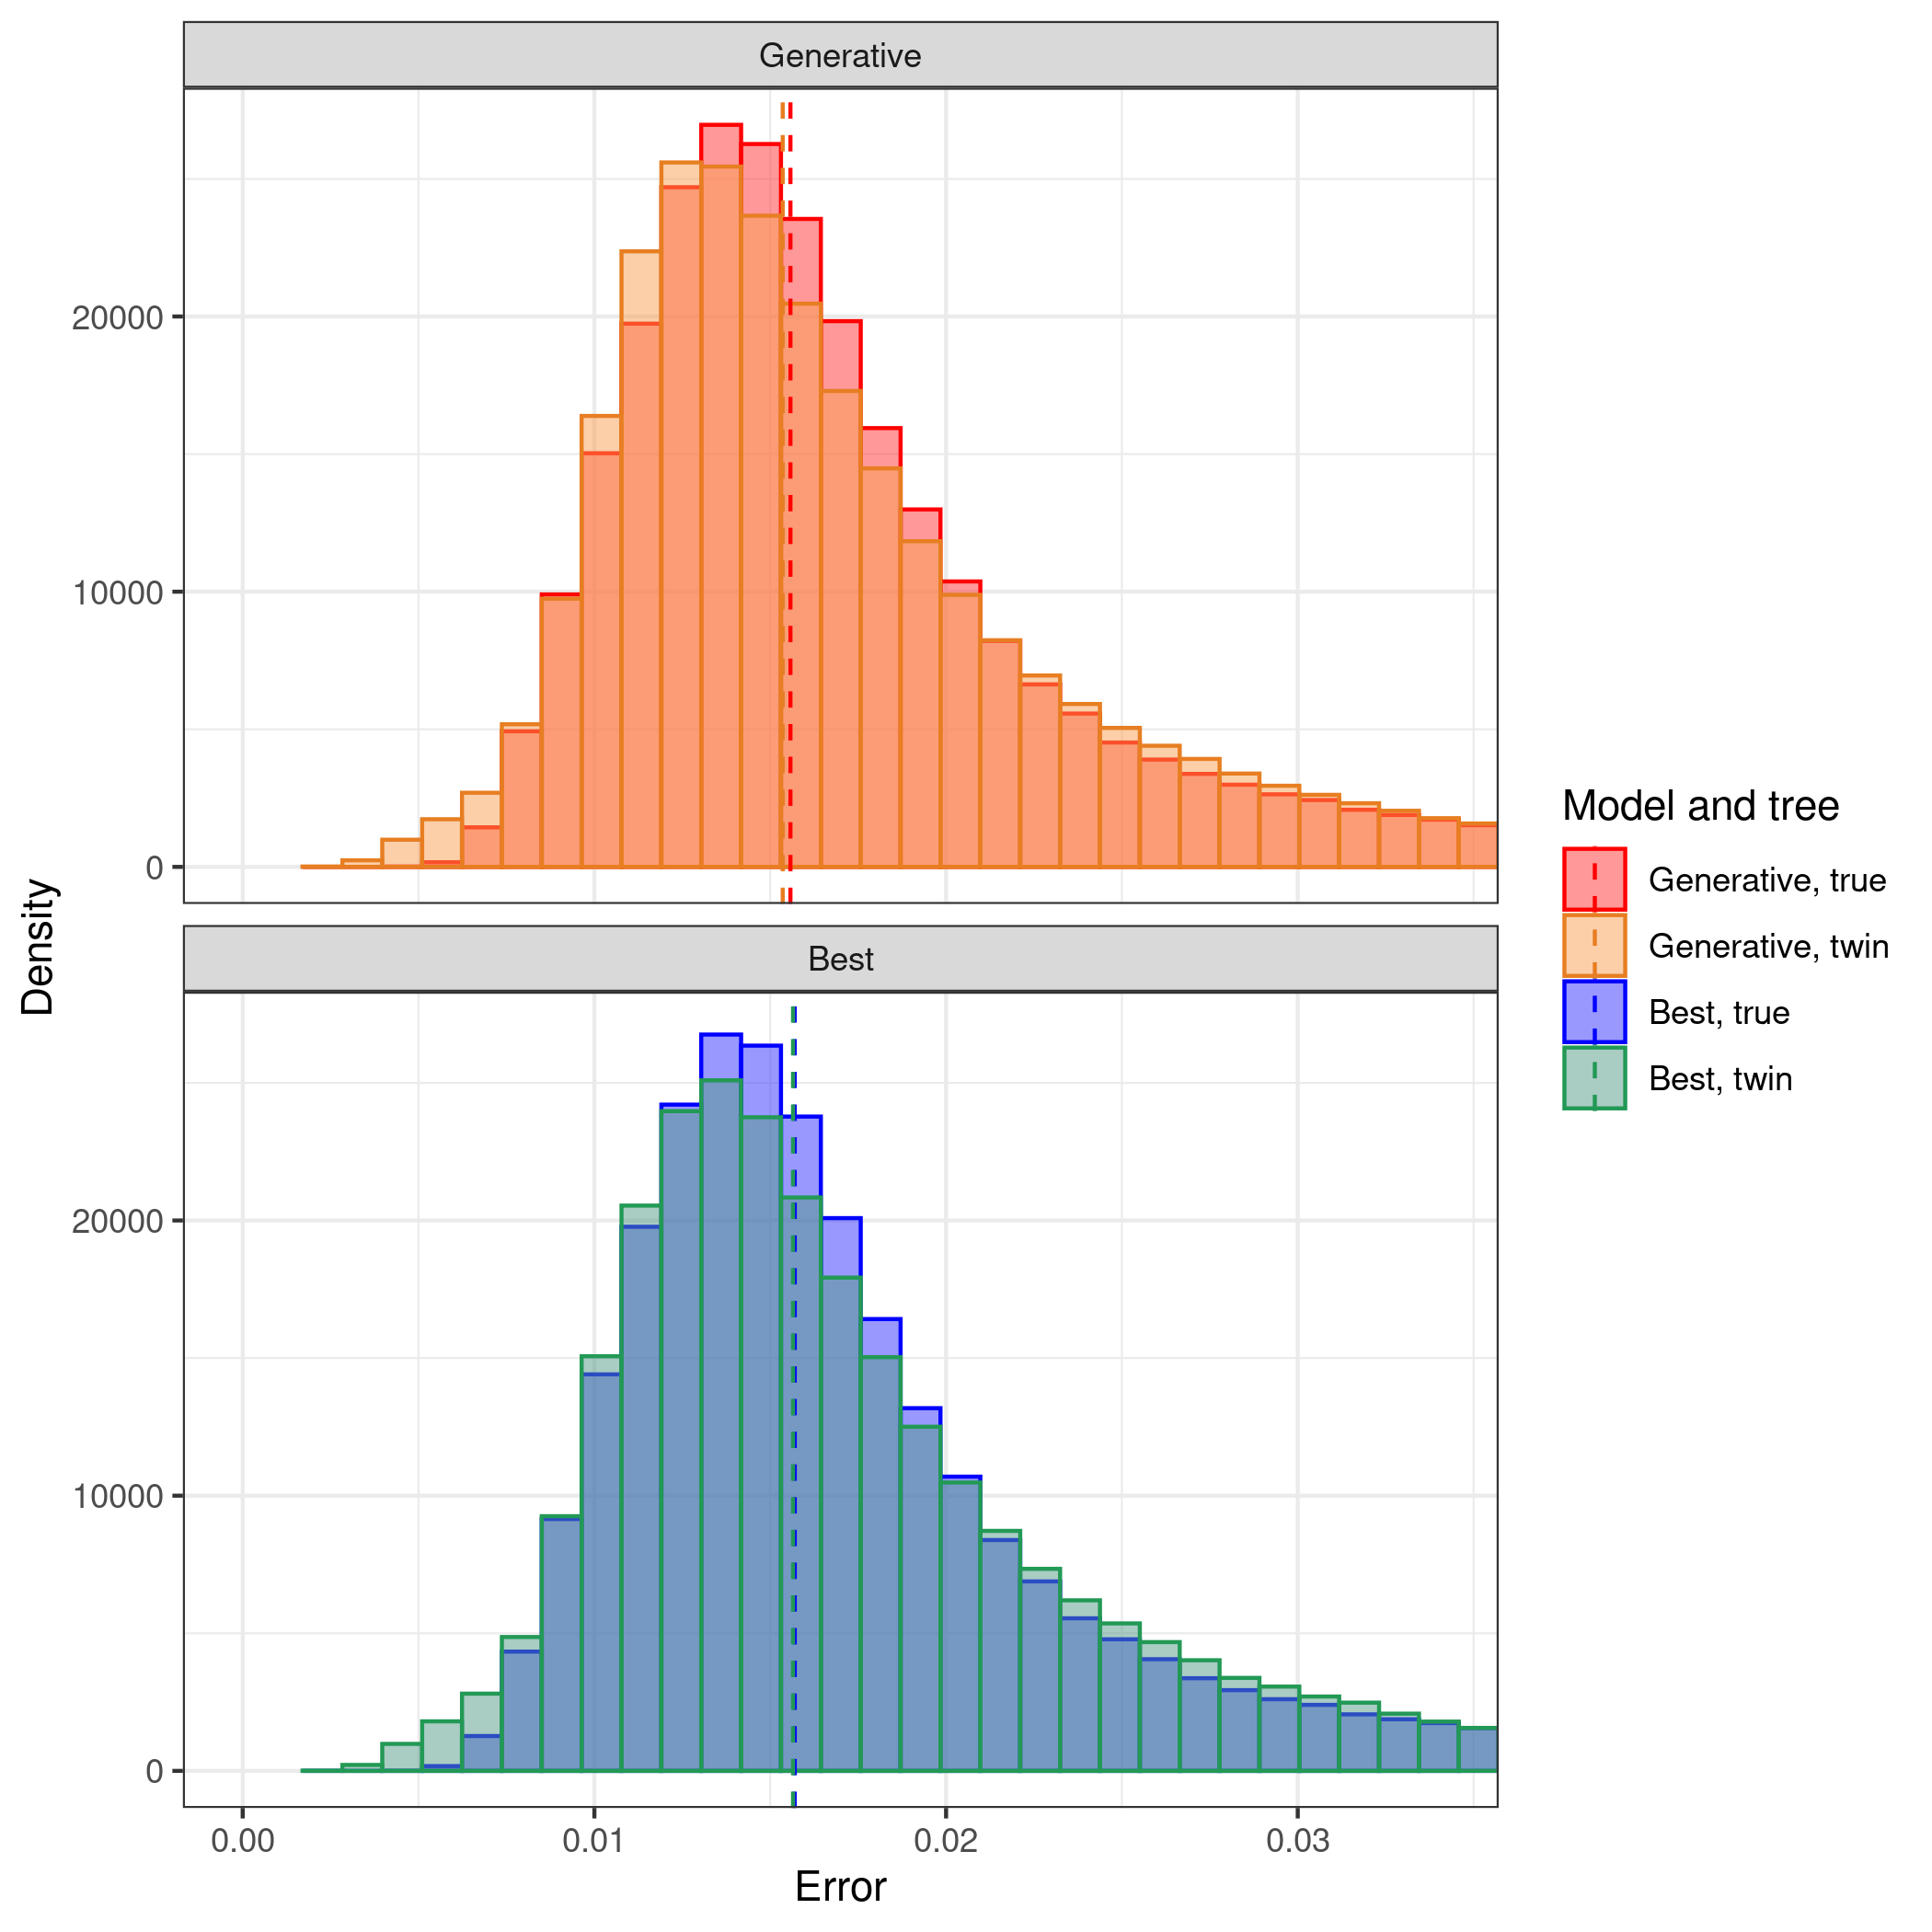 Generative
20000
10000
0
Density
Best
20000
10000
0
0.00 0.01 0.02 0.03
Error
Model and tree
Generative, true
Generative, twin
Best, true
Best, twin